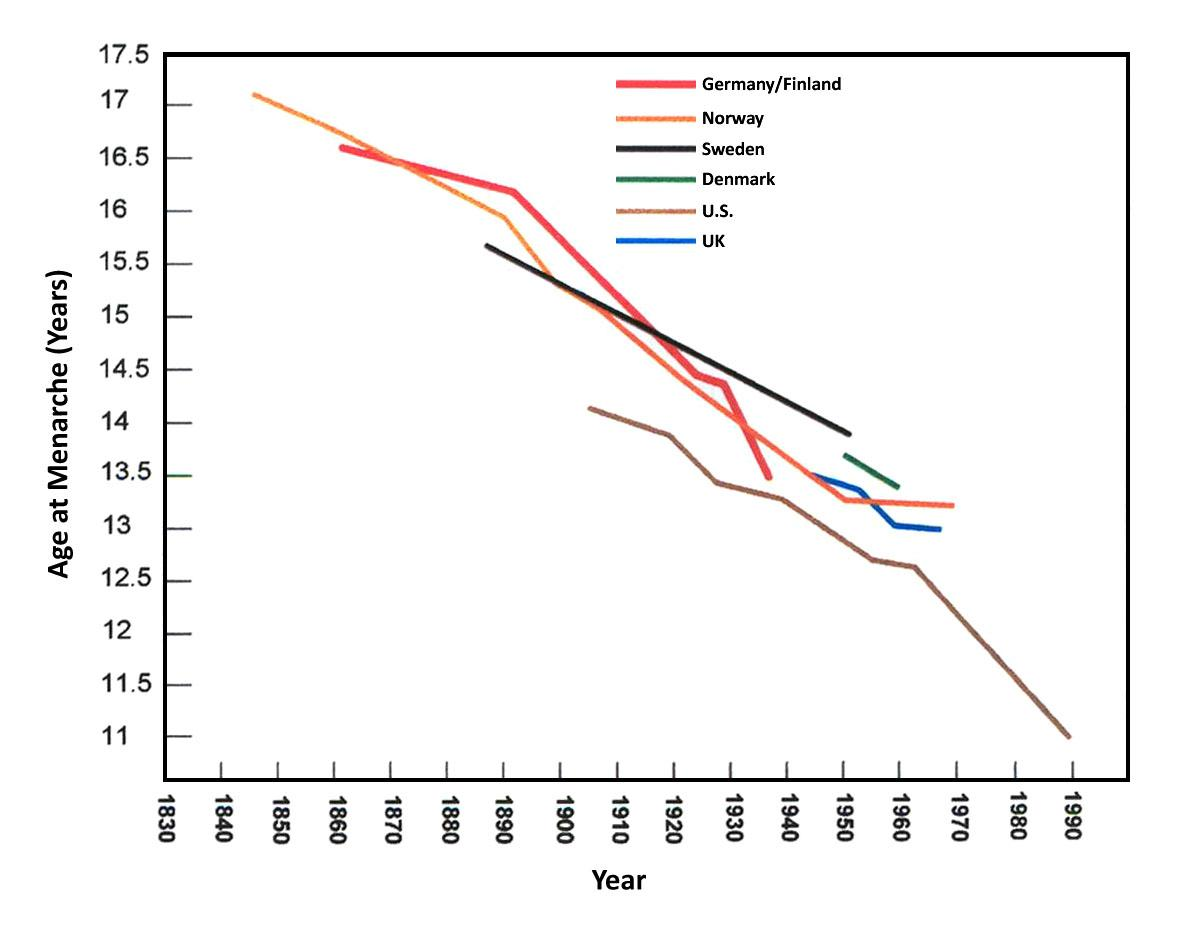 17.5
17
16.5
16
15.5
15
14.5
14
13.5
13
12.5
12
11.5
11
Age at Menarche (Years)
Germany/Finland
Norway
Sweden
Denmark
U.S.
UK
1830 1840 1850 1860 1870 1880 1890 1900 1910 1920 1930 1940 1950 1960 1970 1980 1990
Year